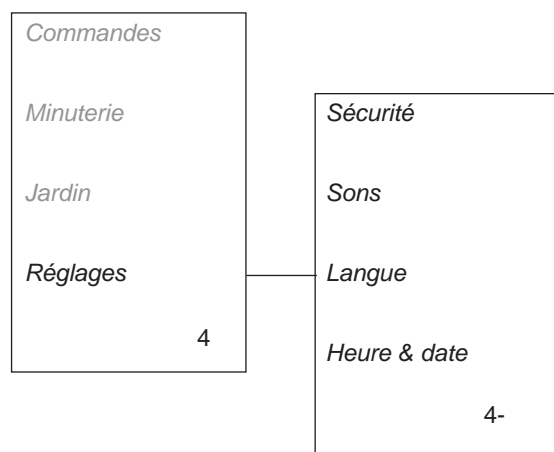 Commandes
Minuterie
Jardin
Réglages
4
Sécurité
Sons
Langue
Heure & date
4-